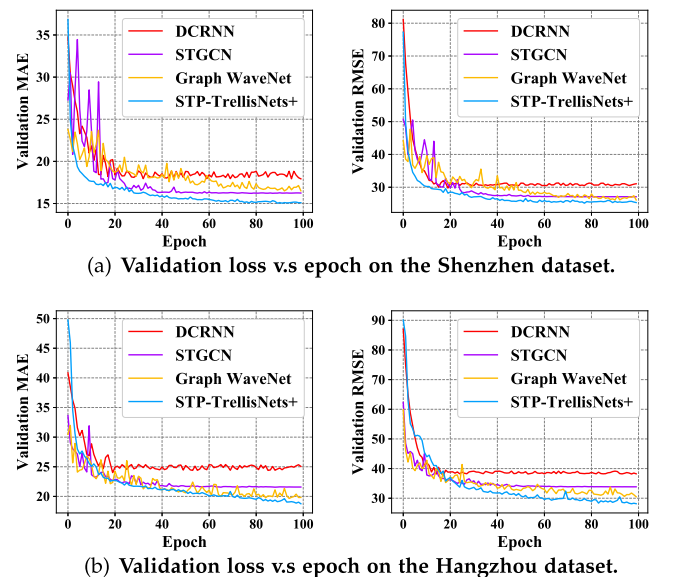 Validation MAE
35
30
25
20
15
0 20 40 60 80 100
Epoch
DCRNN
STGCN
Graph WaveNet
STP-TrellisNets+
Validation RMSE
80
70
60
50
40
30
0 20 40 60 80 100
Epoch
DCRNN
STGCN
Graph WaveNet
STP-TrellisNets+
(a) Validation loss v.s epoch on the Shenzhen dataset.
Validation MAE
50
45
40
35
30
25
20
0 20 40 60 80 100
Epoch
DCRNN
STGCN
Graph WaveNet
STP-TrellisNets+
Validation RMSE
90
80
70
60
50
40
30
0 20 40 60 80 100
Epoch
DCRNN
STGCN
Graph WaveNet
STP-TrellisNets+
(b) Validation loss v.s epoch on the Hangzhou dataset.